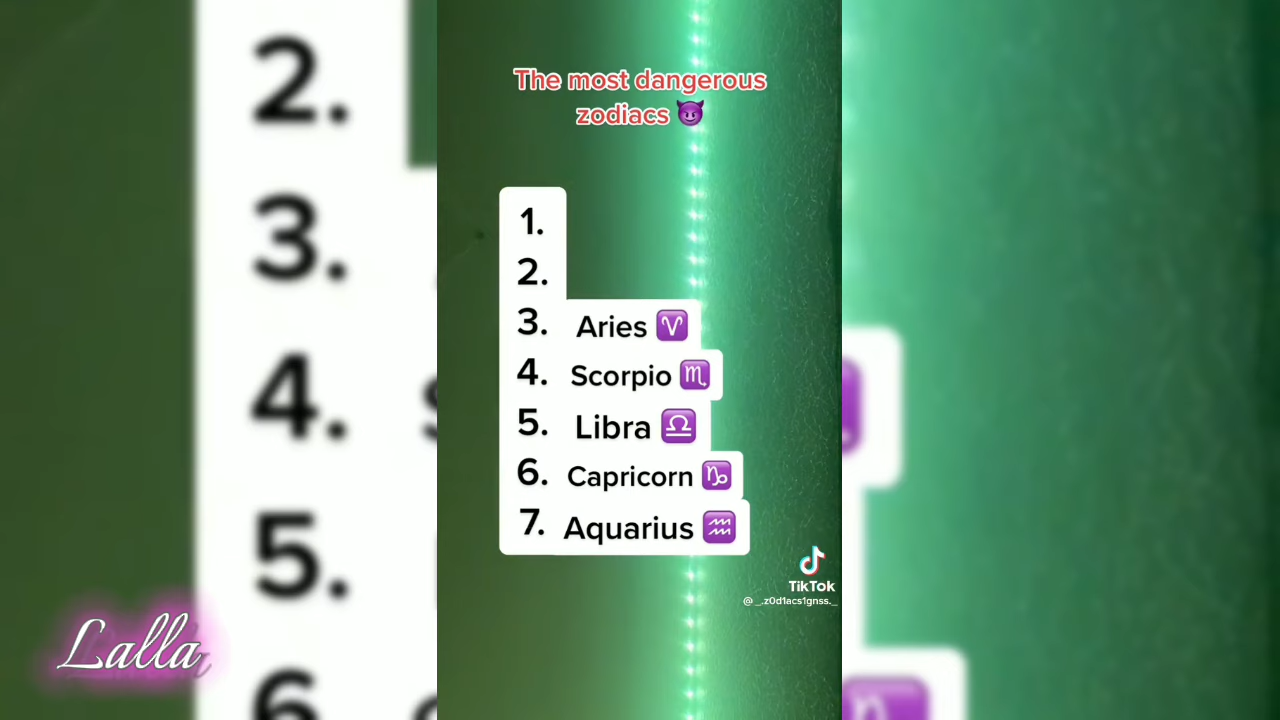 The most dangerous
zodiacs 😈
1.
2.
3. Aries ♈
4. Scorpio ♏
5. Libra ♎
6. Capricorn ♑
7. Aquarius ♒
TikTok
@ _.z0d1acs1gnss._
Lalla
2.
3.
4.
5.
6.